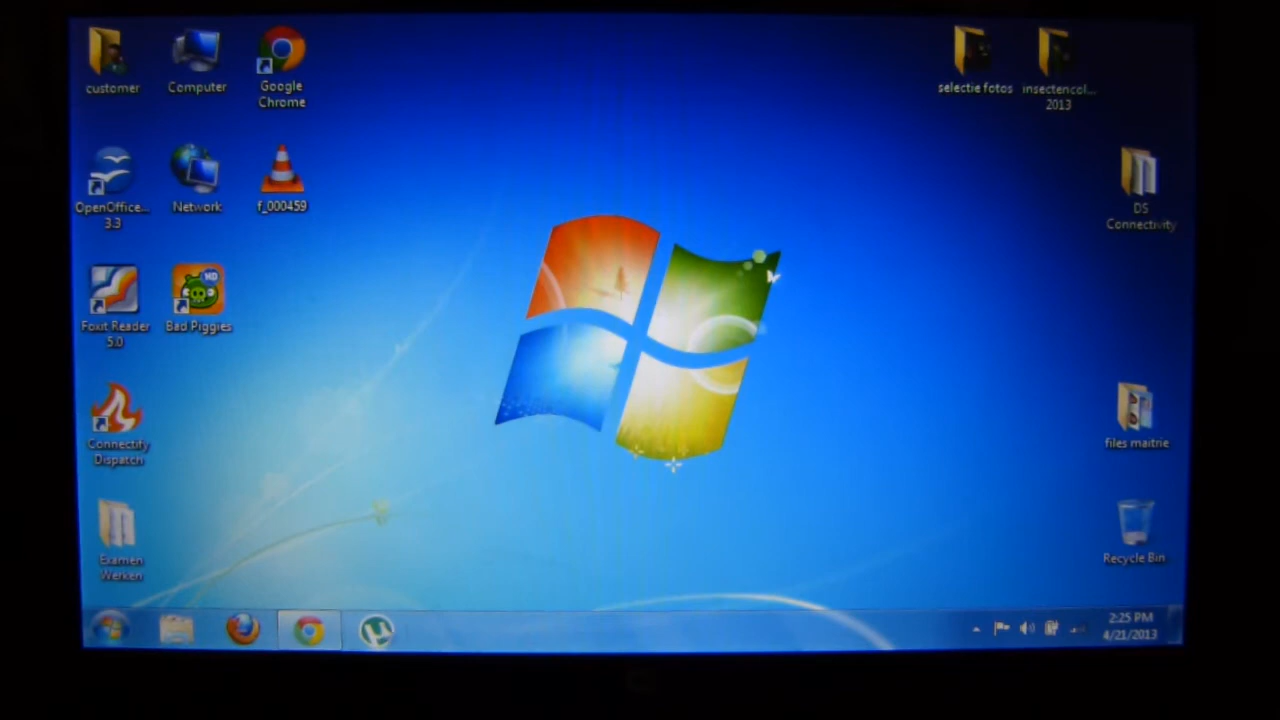 customer
Computer
Google
Chrome
selectie fotos
insectencol...
2013
OpenOffice...
3.3
Network
f_000459
DS
Connectivity
HD
Foxit Reader
5.0
Bad Piggies
Connectify
Dispatch
files maitrie
Examen
Werken
Recycle Bin
2:25 PM
4/21/2013